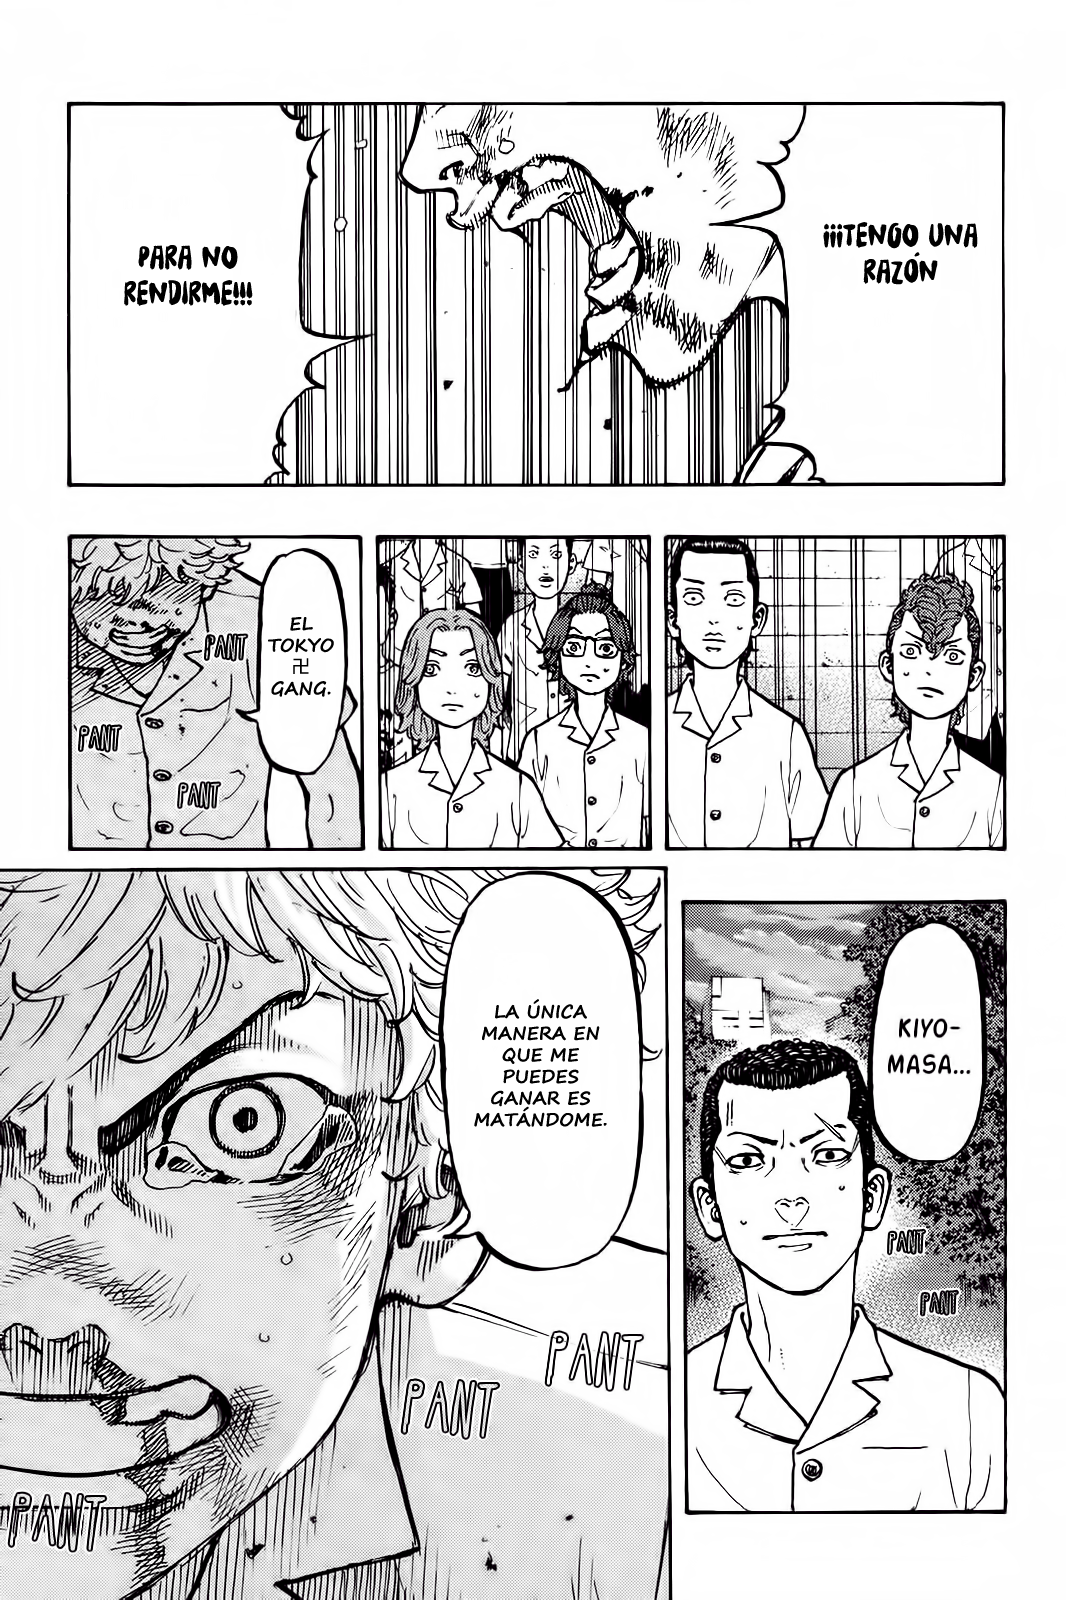 ¡¡¡TENGO UNA
RAZÓN
PARA NO
RENDIRME!!!
EL
TOKYO
卍
GANG.
PANT
PANT
PANT
KIYO-
MASA...
PANT
PANT
LA ÚNICA
MANERA EN
QUE ME
PUEDES
GANAR ES
MATÁNDOME.
PANT
PANT
PANT